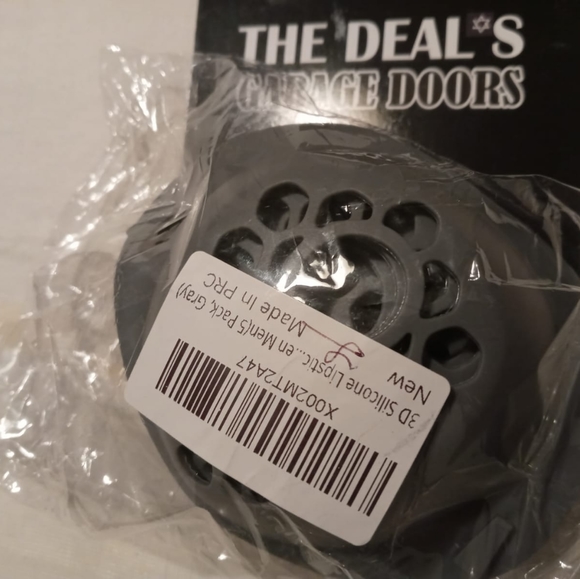 THE DEAL'S
GARAGE DOORS
X002MT2A47
3D Silicone Lipstic...en Men(5 Pack, Gray)
New
Made In PRC